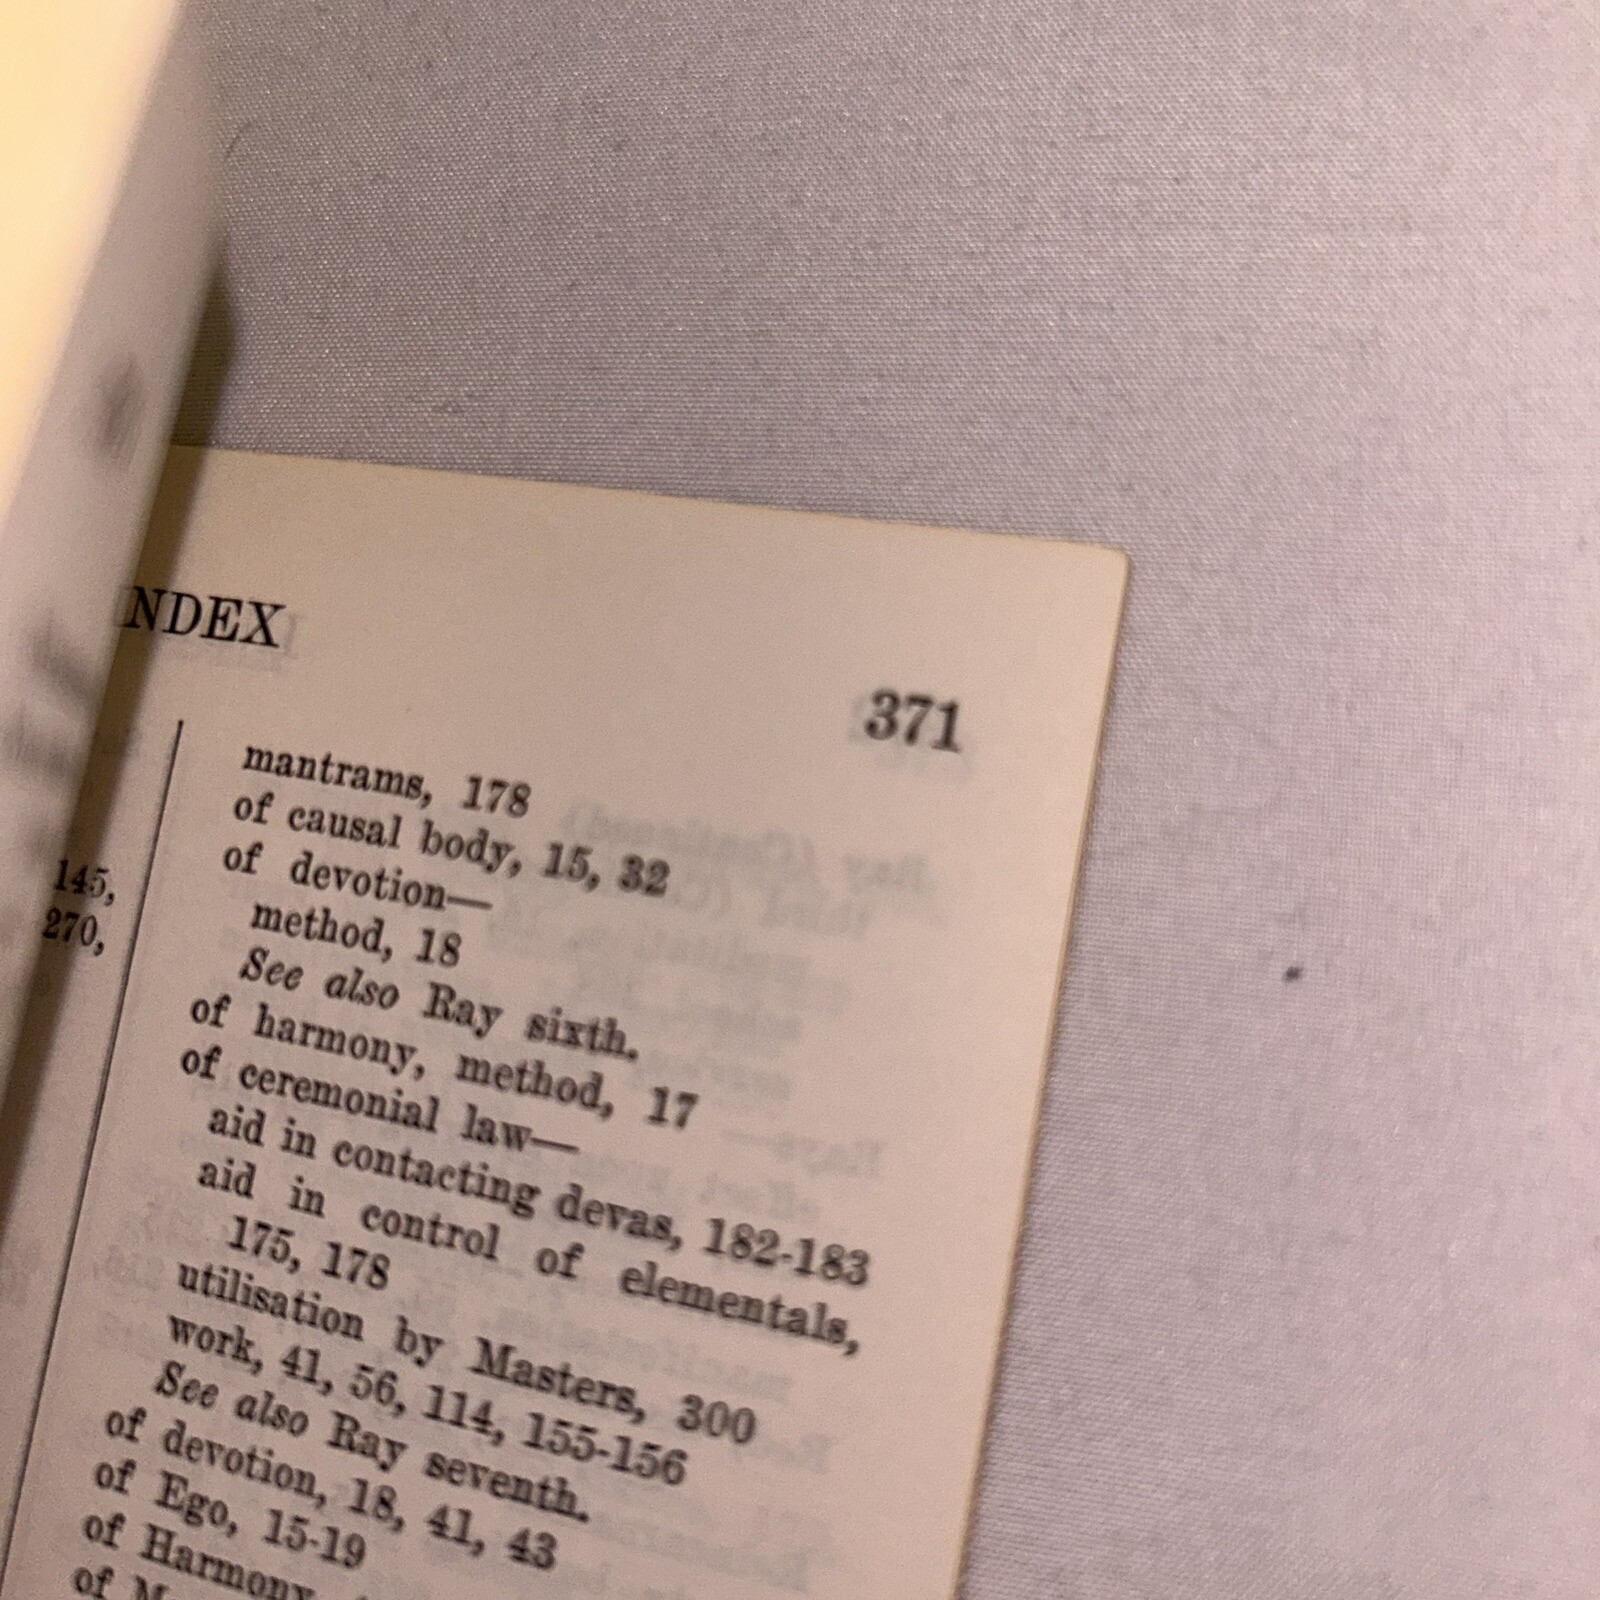 NDEX
371
145,
270,
mantrams, 178
of causal body, 15, 32
of devotion—
method, 18
See also Ray sixth.
of harmony, method, 17
of ceremonial law—
aid in contacting devas, 182-183
aid in control of elementals,
175, 178
utilisation by Masters, 300
work, 41, 56, 114, 155-156
See also Ray seventh.
of devotion, 18, 41, 43
of Ego, 15-19
of Harmony,
of